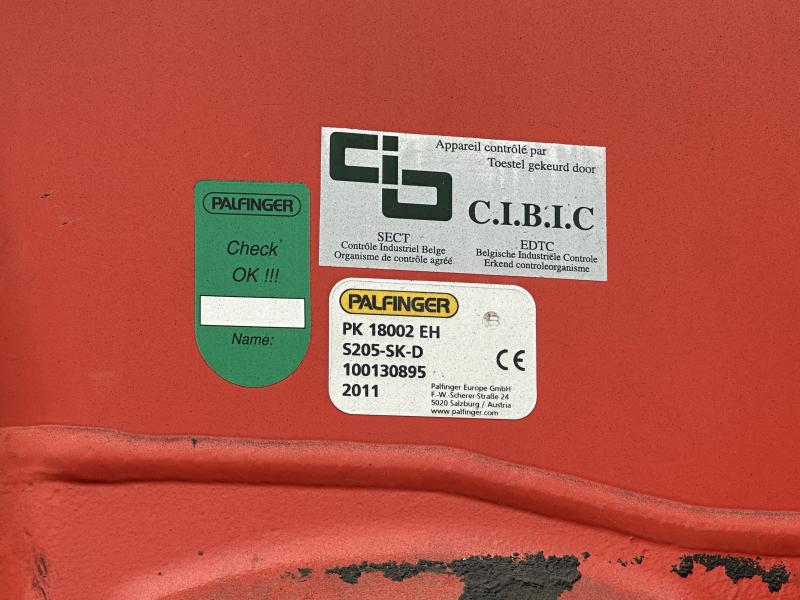 cib
Appareil contrôlé par
Toestel gekeurd door
C.I.B.I.C
SECT
Contrôle Industriel Belge
Organisme de contrôle agréé
EDTC
Belgische Industriële Controle
Erkend controleorganisme
PALFINGER
Check
OK !!!
Name:
PALFINGER
PK 18002 EH
S205-SK-D
100130895
2011
CE
Palfinger Europe GmbH
F.-W.-Scherer-Straße 24
5020 Salzburg / Austria
www.palfinger.com